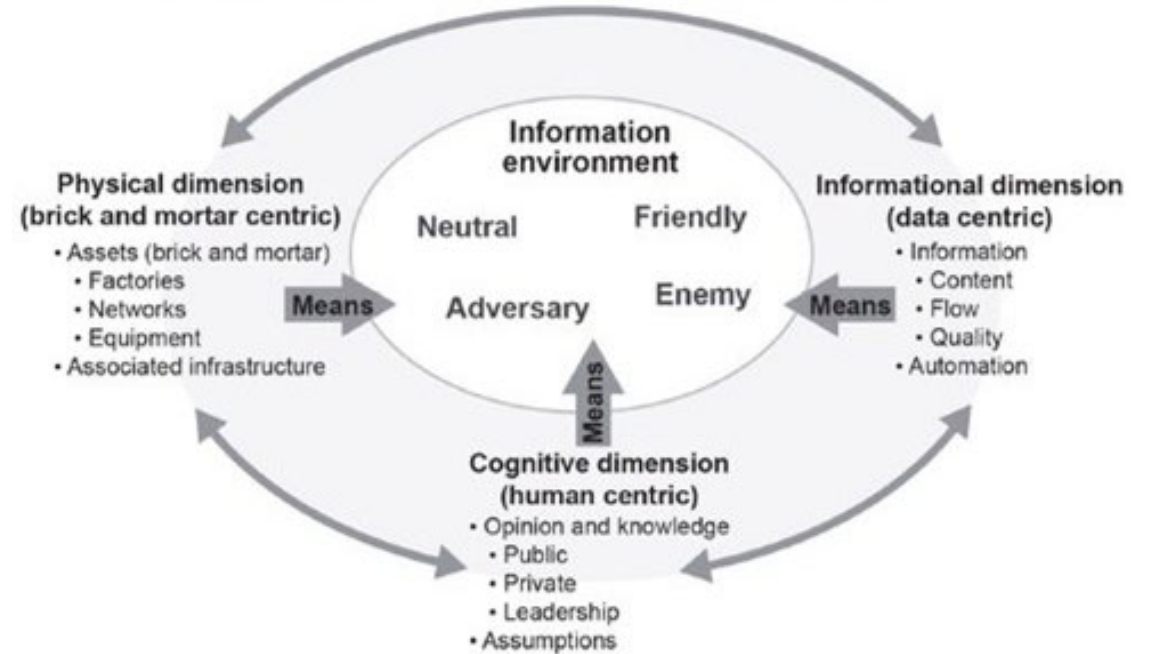 Information
environment
Neutral
Friendly
Adversary
Enemy
Physical dimension
(brick and mortar centric)
• Assets (brick and mortar)
• Factories
• Networks
• Equipment
• Associated infrastructure
Means
Informational dimension
(data centric)
• Information
• Content
• Flow
• Quality
• Automation
Means
Means
Cognitive dimension
(human centric)
• Opinion and knowledge
• Public
• Private
• Leadership
• Assumptions